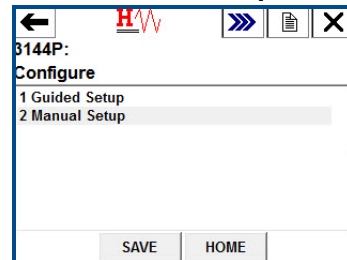 H
3144P:
Configure
1 Guided Setup
2 Manual Setup
SAVE HOME